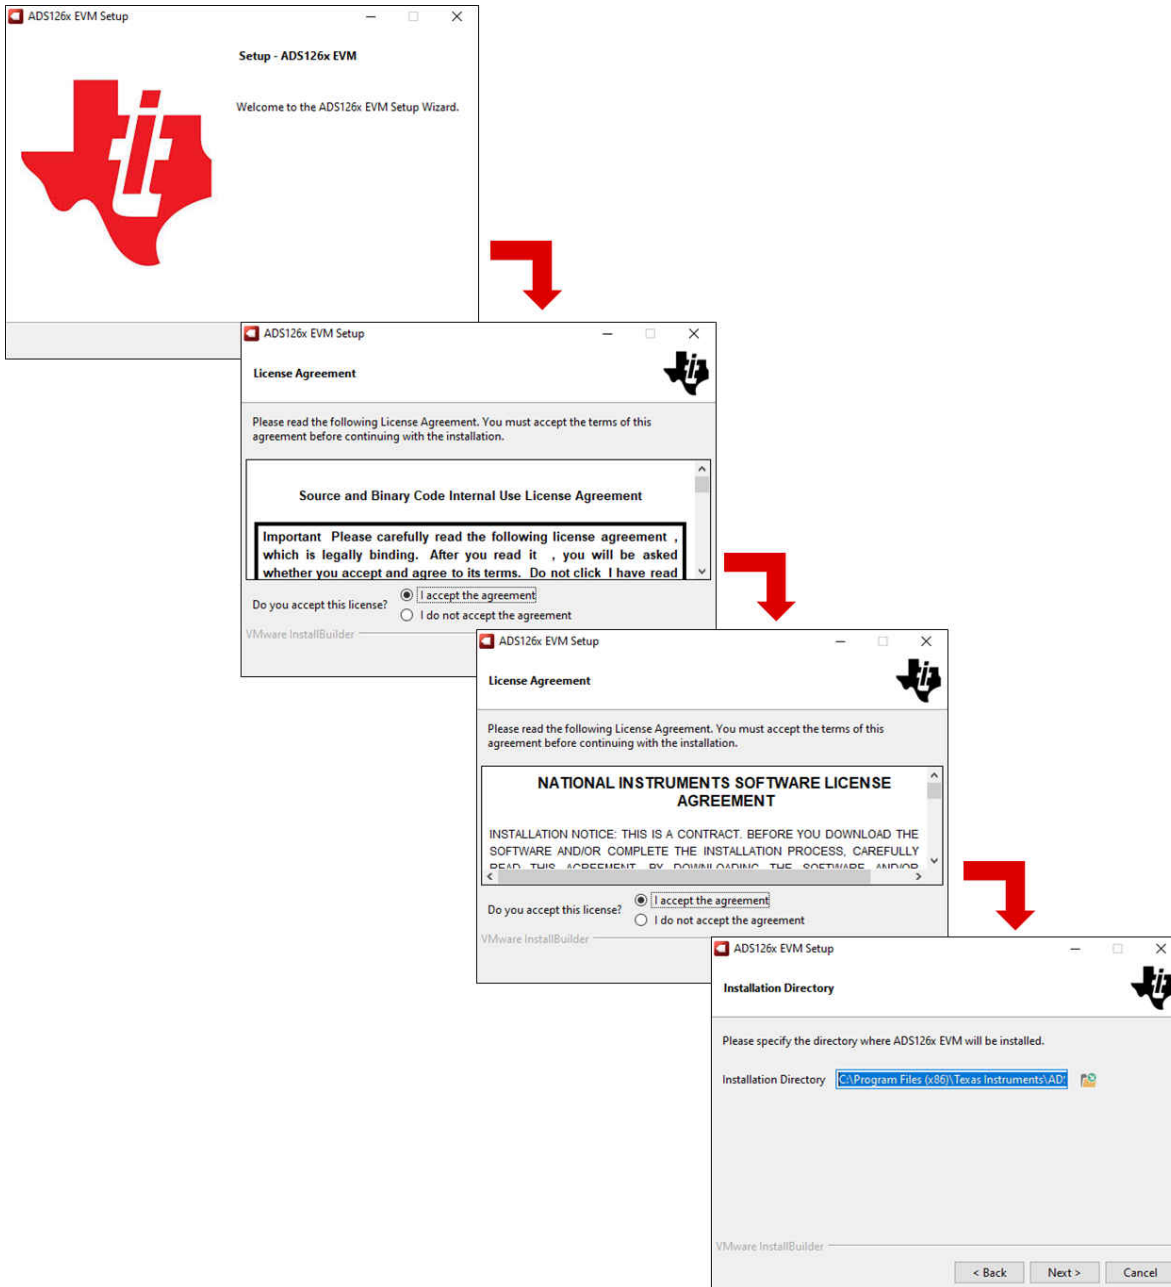 ADS126x EVM Setup
Setup - ADS126x EVM
Welcome to the ADS126x EVM Setup Wizard.
ADS126x EVM Setup
License Agreement
Please read the following License Agreement. You must accept the terms of this
agreement before continuing with the installation.
Source and Binary Code Internal Use License Agreement
Important Please carefully read the following license agreement ,
which is legally binding. After you read it , you will be asked
whether you accept and agree to its terms. Do not click I have read
Do you accept this license?
I accept the agreement
I do not accept the agreement
VMware InstallBuilder
ADS126x EVM Setup
License Agreement
Please read the following License Agreement. You must accept the terms of this
agreement before continuing with the installation.
NATIONAL INSTRUMENTS SOFTWARE LICENSE
AGREEMENT
INSTALLATION NOTICE: THIS IS A CONTRACT. BEFORE YOU DOWNLOAD THE
SOFTWARE AND/OR COMPLETE THE INSTALLATION PROCESS, CAREFULLY
READ THIS AGREEMENT. BY DOWNLOADING THE SOFTWARE AND/OR
Do you accept this license?
I accept the agreement
I do not accept the agreement
VMware InstallBuilder
ADS126x EVM Setup
Installation Directory
Please specify the directory where ADS126x EVM will be installed.
Installation Directory C:\Program Files (x86)\Texas Instruments\AD
VMware InstallBuilder
< Back Next > Cancel